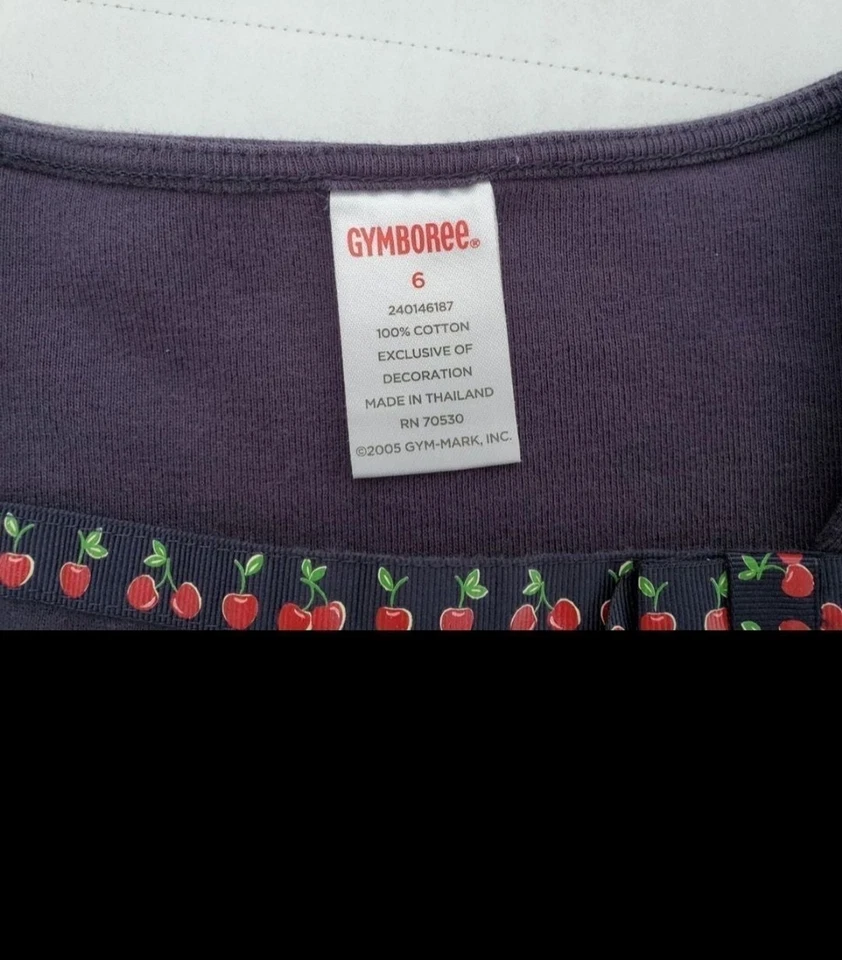 GYMBOREE®
6
240146187
100% COTTON
EXCLUSIVE OF
DECORATION
MADE IN THAILAND
RN 70530
©2005 GYM-MARK, INC.